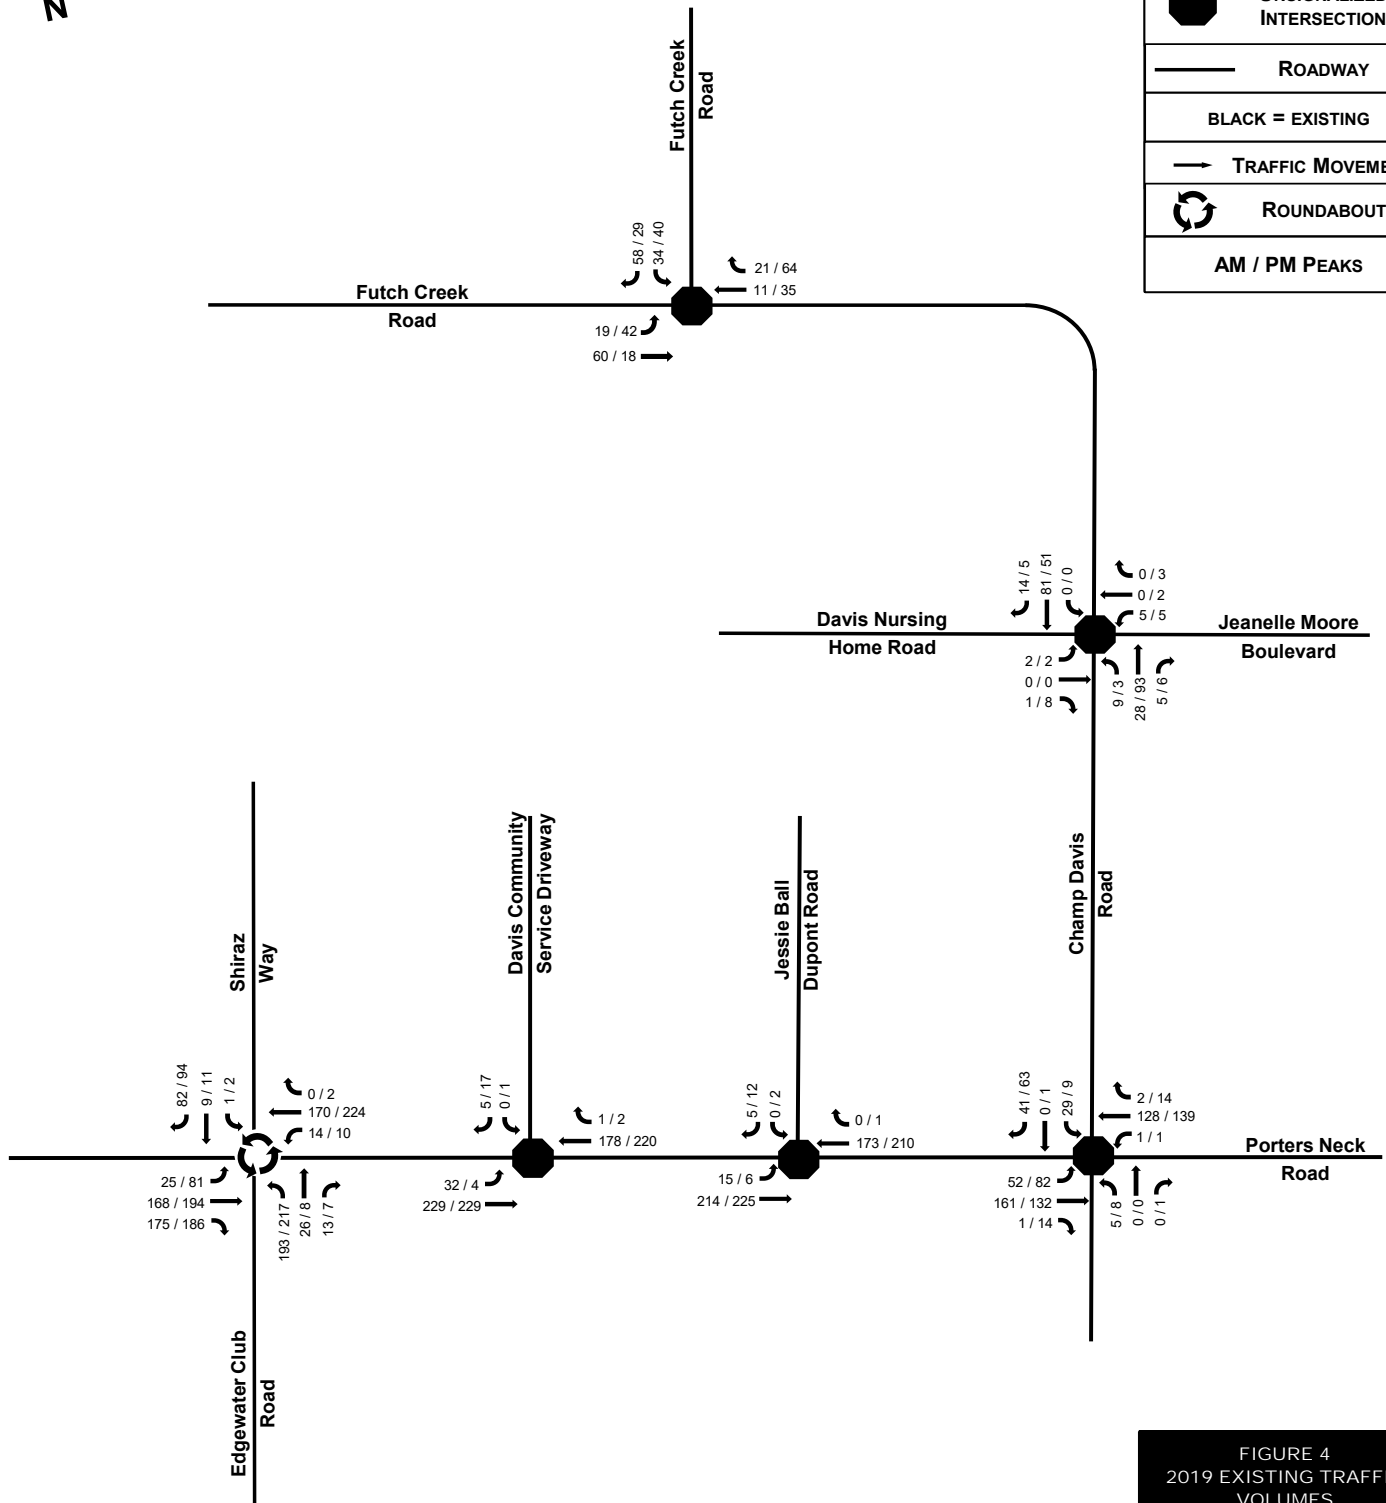 N
INTERSECTION
ROADWAY
BLACK = EXISTING
TRAFFIC
ROUNDABOUT
AM / PM PEAKS
Futch Creek
Road
58 / 29
34 / 40
21 / 64
11 / 35
Futch Creek
Road
19 / 42
60 / 18
14 / 5
81 / 51
0 / 0
0 / 3
0 / 2
5 / 5
Davis Nursing
Home Road
Jeanelle Moore
Boulevard
2 / 2
0 / 0
1 / 8
9 / 3
28 / 93
5 / 6
Champ Davis
Road
Shiraz
Way
Davis Community
Service Driveway
Jessie Ball
Dupont Road
82 / 94
9 / 11
1 / 2
0 / 2
170 / 224
14 / 10
25 / 81
168 / 194
175 / 186
193 / 217
26 / 8
13 / 7
5 / 17
0 / 1
1 / 2
178 / 220
32 / 4
229 / 229
5 / 12
0 / 2
0 / 1
173 / 210
15 / 6
214 / 225
41 / 63
0 / 1
29 / 9
2 / 14
128 / 139
1 / 1
Porters Neck
Road
52 / 82
161 / 132
1 / 14
5 / 8
0 / 0
0 / 1
Edgewater Club
Road
FIGURE 4
2019 EXISTING
VOLUMES